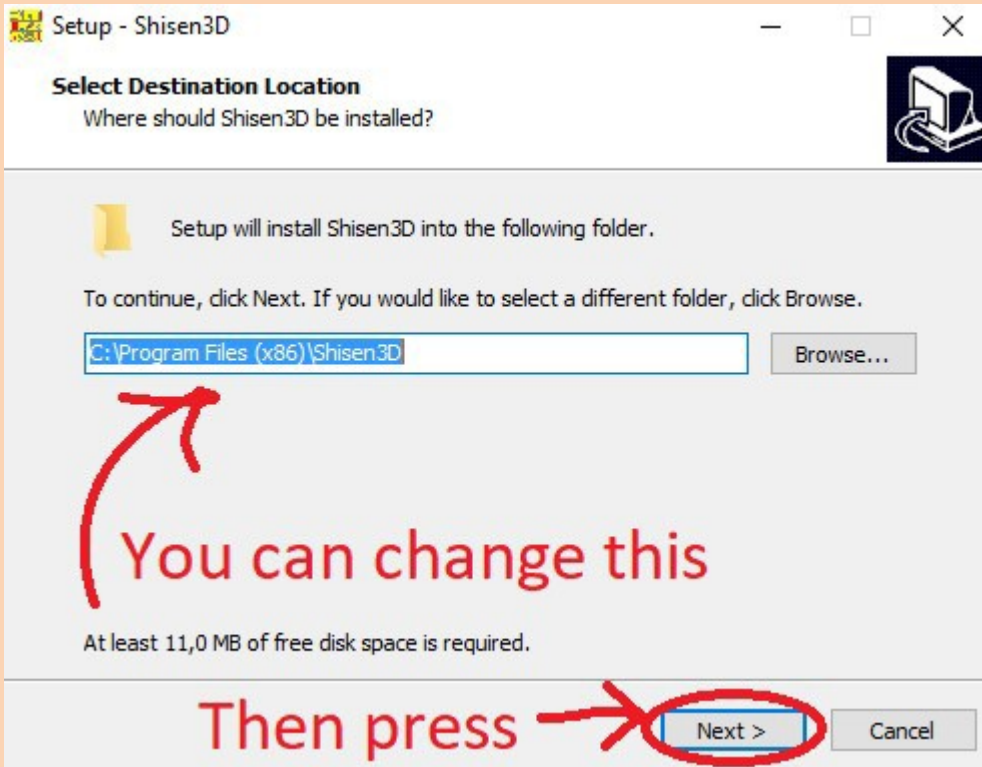 Setup - Shisen3D
Select Destination Location
Where should Shisen3D be installed?
Setup will install Shisen3D into the following folder.
To continue, click Next. If you would like to select a different folder, click Browse.
C:\Program Files (x86)\Shisen3D
Browse...
You can change this
At least 11,0 MB of free disk space is required.
Then press
Next >
Cancel